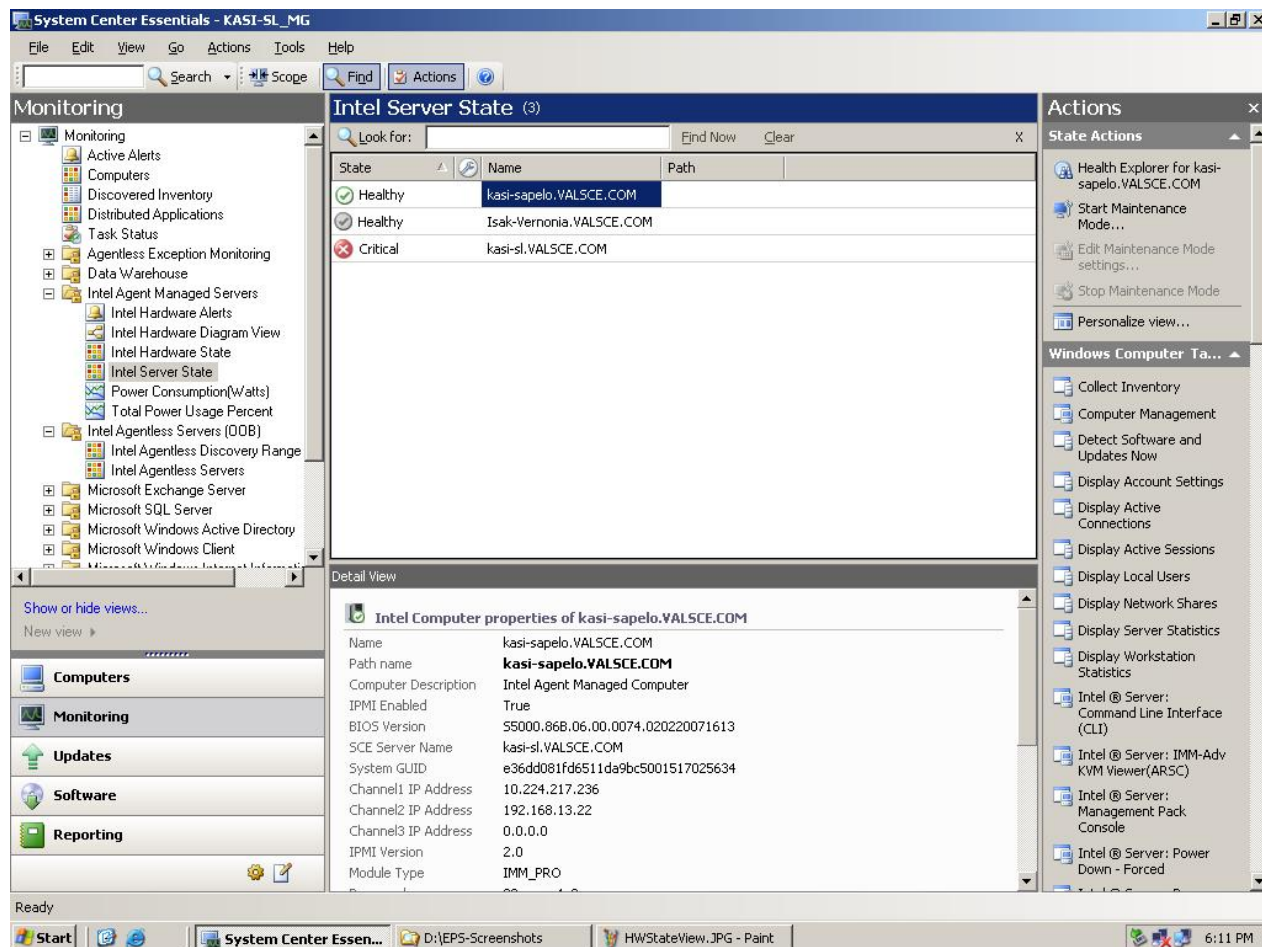 System Center Essentials - KASI-SL_MG
File Edit View Go Actions Tools Help
Search Scope Find Actions
Monitoring
Monitoring
Active Alerts
Computers
Discovered Inventory
Distributed Applications
Task Status
Agentless Exception Monitoring
Data Warehouse
Intel Agent Managed Servers
Intel Hardware Alerts
Intel Hardware Diagram View
Intel Hardware State
Intel Server State
Power Consumption(Watts)
Total Power Usage Percent
Intel Agentless Servers (OOB)
Intel Agentless Discovery Range
Intel Agentless Servers
Microsoft Exchange Server
Microsoft SQL Server
Microsoft Windows Active Directory
Microsoft Windows Client
Show or hide views...
New view
Computers
Monitoring
Updates
Software
Reporting
Intel Server State (3)
Look for: Find Now Clear X
State Name Path
Healthy kasi-sapelo.VALSCE.COM
Healthy Isak-Vernonia.VALSCE.COM
Critical kasi-sl.VALSCE.COM
Detail View
Intel Computer properties of kasi-sapelo.VALSCE.COM
Name kasi-sapelo.VALSCE.COM
Path name kasi-sapelo.VALSCE.COM
Computer Description Intel Agent Managed Computer
IPMI Enabled True
BIOS Version S5000.86B.06.00.0074.020220071613
SCE Server Name kasi-sl.VALSCE.COM
System GUID e36dd081fd6511da9bc5001517025634
Channel1 IP Address 10.224.217.236
Channel2 IP Address 192.168.13.22
Channel3 IP Address 0.0.0.0
IPMI Version 2.0
Module Type IMM_PRO
Actions x
State Actions
Health Explorer for kasi-
sapelo.VALSCE.COM
Start Maintenance
Mode...
Edit Maintenance Mode
settings...
Stop Maintenance Mode
Personalize view...
Windows Computer Ta...
Collect Inventory
Computer Management
Detect Software and
Updates Now
Display Account Settings
Display Active
Connections
Display Active Sessions
Display Local Users
Display Network Shares
Display Server Statistics
Display Workstation
Statistics
Intel ® Server:
Command Line Interface
(CLI)
Intel ® Server: IMM-Adv
KVM Viewer(ARSC)
Intel ® Server:
Management Pack
Console
Intel ® Server: Power
Down - Forced
Ready
Start System Center Essen... D:\EPS-Screenshots HWStateView.JPG - Paint 6:11 PM